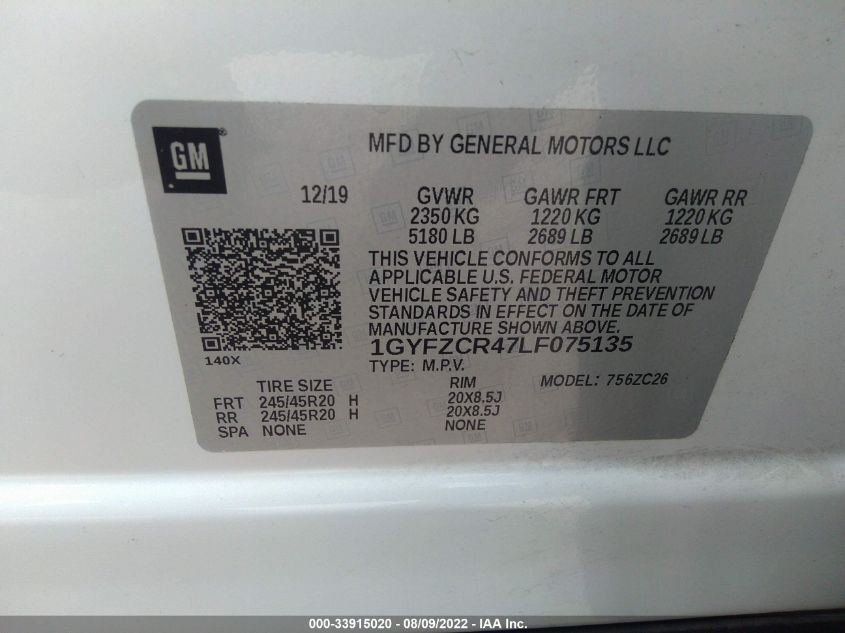 GM
MFD BY GENERAL MOTORS LLC
12/19 GVWR GAWR FRT GAWR RR
2350 KG 1220 KG 1220 KG
5180 LB 2689 LB 2689 LB
THIS VEHICLE CONFORMS TO ALL
APPLICABLE U.S. FEDERAL MOTOR
VEHICLE SAFETY AND THEFT PREVENTION
STANDARDS IN EFFECT ON THE DATE OF
MANUFACTURE SHOWN ABOVE.
1GYFZCR47LF075135
140X
TYPE: M.P.V. MODEL: 756ZC26
TIRE SIZE RIM
FRT 245/45R20 H 20X8.5J
RR 245/45R20 H 20X8.5J
SPA NONE NONE
000-33915020 - 08/09/2022 - IAA Inc.